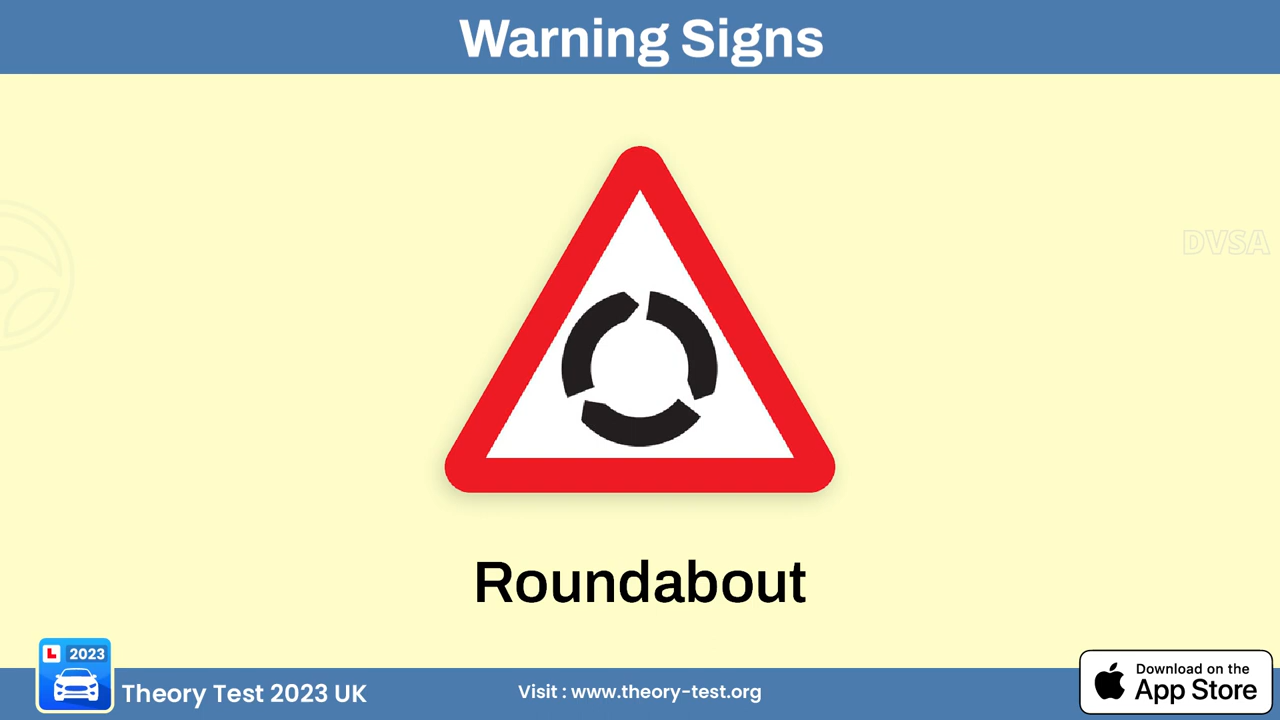 Warning Signs
DVSA
Roundabout
L 2023
Theory Test 2023 UK
Visit : www.theory-test.org
Download on the
App Store